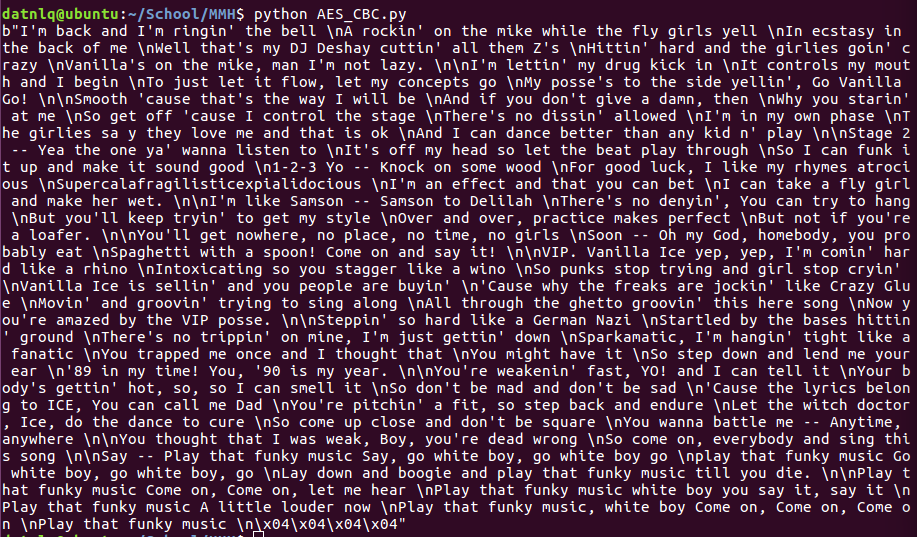 datnlq@ubuntu:~/School/MMH$ python AES_CBC.py
b"I'm back and I'm ringin' the bell \nA rockin' on the mike while the fly girls yell \nIn ecstasy in
the back of me \nWell that's my DJ Deshay cuttin' all them Z's \nHittin' hard and the girlies goin' c
razy \nVanilla's on the mike, man I'm not lazy. \n\nI'm lettin' my drug kick in \nIt controls my mout
h and I begin \nTo just let it flow, let my concepts go \nMy posse's to the side yellin', Go Vanilla
Go! \n\nSmooth 'cause that's the way I will be \nAnd if you don't give a damn, then \nWhy you starin'
 at me \nSo get off 'cause I control the stage \nThere's no dissin' allowed \nI'm in my own phase \nT
he girlies sa y they love me and that is ok \nAnd I can dance better than any kid n' play \n\nStage 2
 -- Yea the one ya' wanna listen to \nIt's off my head so let the beat play through \nSo I can funk i
t up and make it sound good \n1-2-3 Yo -- Knock on some wood \nFor good luck, I like my rhymes atroci
ous \nSupercalafragilisticexpialidocious \nI'm an effect and that you can bet \nI can take a fly girl
 and make her wet. \n\nI'm like Samson -- Samson to Delilah \nThere's no denyin', You can try to hang
 \nBut you'll keep tryin' to get my style \nOver and over, practice makes perfect \nBut not if you're
 a loafer. \n\nYou'll get nowhere, no place, no time, no girls \nSoon -- Oh my God, homebody, you pro
bably eat \nSpaghetti with a spoon! Come on and say it! \n\nVIP. Vanilla Ice yep, yep, I'm comin' har
d like a rhino \nIntoxicating so you stagger like a wino \nSo punks stop trying and girl stop cryin'
\nVanilla Ice is sellin' and you people are buyin' \n'Cause why the freaks are jockin' like Crazy Glu
e \nMovin' and groovin' trying to sing along \nAll through the ghetto groovin' this here song \nNow y
ou're amazed by the VIP posse. \n\nSteppin' so hard like a German Nazi \nStartled by the bases hittin
' ground \nThere's no trippin' on mine, I'm just gettin' down \nSparkamatic, I'm hangin' tight like a
 fanatic \nYou trapped me once and I thought that \nYou might have it \nSo step down and lend me your
 ear \n'89 in my time! You, '90 is my year. \n\nYou're weakenin' fast, YO! and I can tell it \nYour b
ody's gettin' hot, so, so I can smell it \nSo don't be mad and don't be sad \n'Cause the lyrics belon
g to ICE, You can call me Dad \nYou're pitchin' a fit, so step back and endure \nLet the witch doctor
, Ice, do the dance to cure \nSo come up close and don't be square \nYou wanna battle me -- Anytime,
anywhere \n\nYou thought that I was weak, Boy, you're dead wrong \nSo come on, everybody and sing thi
s song \n\nSay -- Play that funky music Say, go white boy, go white boy go \nplay that funky music Go
 white boy, go white boy, go \nLay down and boogie and play that funky music till you die. \n\nPlay t
hat funky music Come on, Come on, let me hear \nPlay that funky music white boy you say it, say it \n
Play that funky music A little louder now \nPlay that funky music, white boy Come on, Come on, Come o
n \nPlay that funky music \n\x04\x04\x04\x04"
datnlq@ubuntu:~/School/MMH$